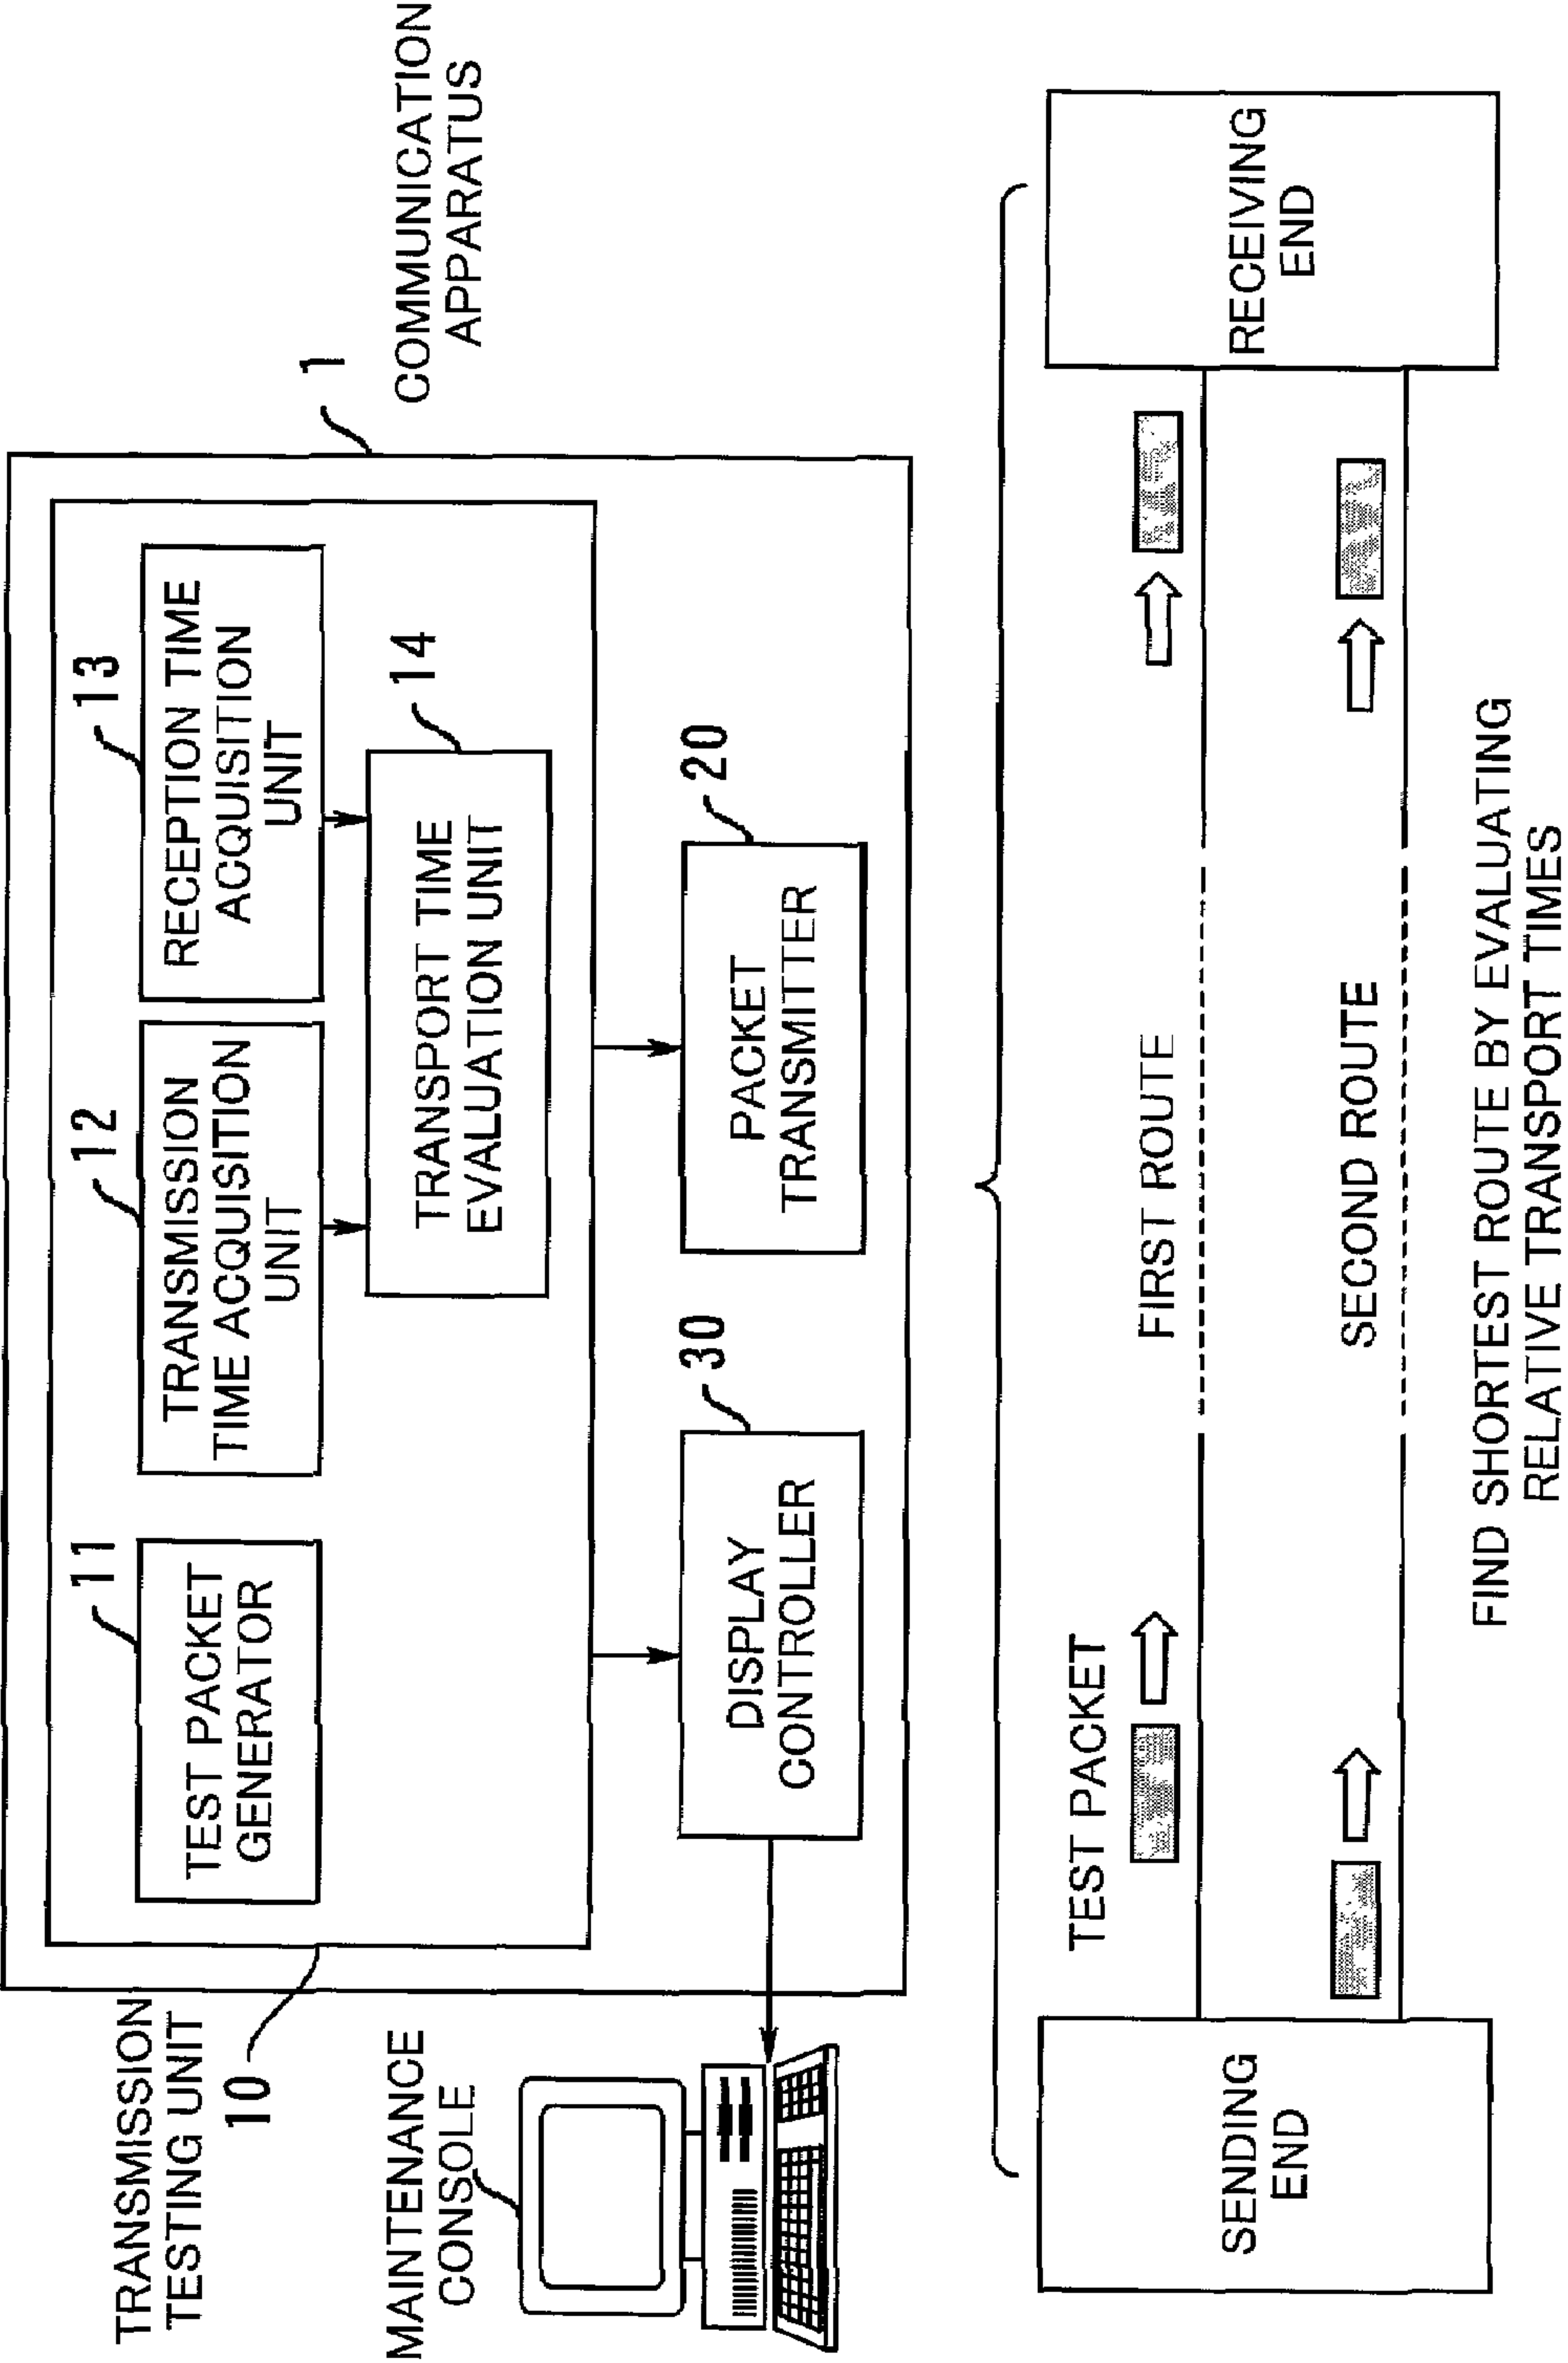 1
COMMUNICATION
APPARATUS
TRANSMISSION
TESTING UNIT
10
11
TEST PACKET
GENERATOR
12
TRANSMISSION
TIME ACQUISITION
UNIT
13
RECEPTION TIME
ACQUISITION
UNIT
14
TRANSPORT TIME
EVALUATION UNIT
MAINTENANCE
CONSOLE
30
DISPLAY
CONTROLLER
20
PACKET
TRANSMITTER
TEST PACKET
FIRST ROUTE
SECOND ROUTE
SENDING
END
RECEIVING
END
FIND SHORTEST ROUTE BY EVALUATING
RELATIVE TRANSPORT TIMES